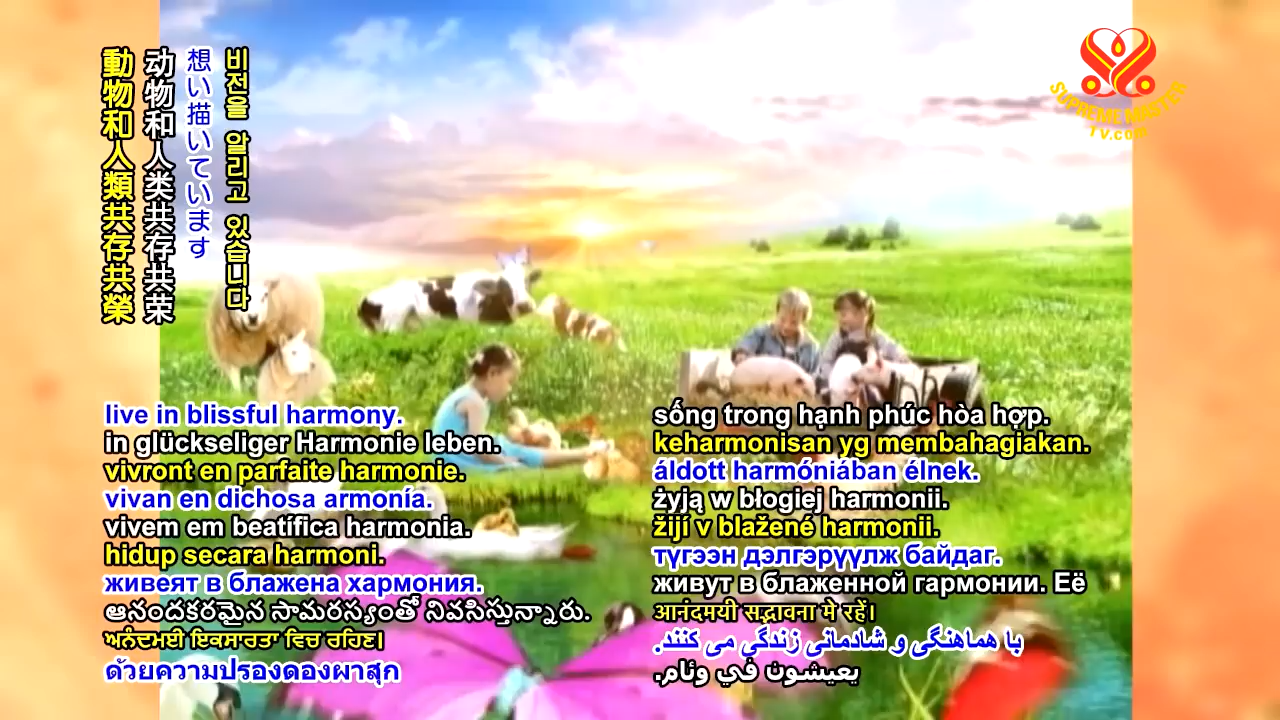 動物和人類共存共榮
动物和人类共存共荣
想い描いています
비전을 알리고 있습니다
SUPREME MASTER
TV.COM
live in blissful harmony.
in glückseliger Harmonie leben.
vivront en parfaite harmonie.
vivan en dichosa armonía.
vivem em beatífica harmonia.
hidup secara harmoni.
живеят в блажена хармония.
ఆనందకరమైన సామరస్యంతో నివసిస్తున్నారు.
ਅਨੰਦਮਈ ਇਕਸਾਰਤਾ ਵਿਚ ਰਹਿਣ।
ด้วยความปรองดองผาสุก
sống trong hạnh phúc hòa hợp.
keharmonisan yg membahagiakan.
áldott harmóniában élnek.
żyją w błogiej harmonii.
žijí v blažené harmonii.
түгээн дэлгэрүүлж байдаг.
живут в блаженной гармонии. Её
आनंदमयी सद्भावना मे रहें।
با هماهنگی و شادمانی زندگی می کنند.
يعيشون في وئام.